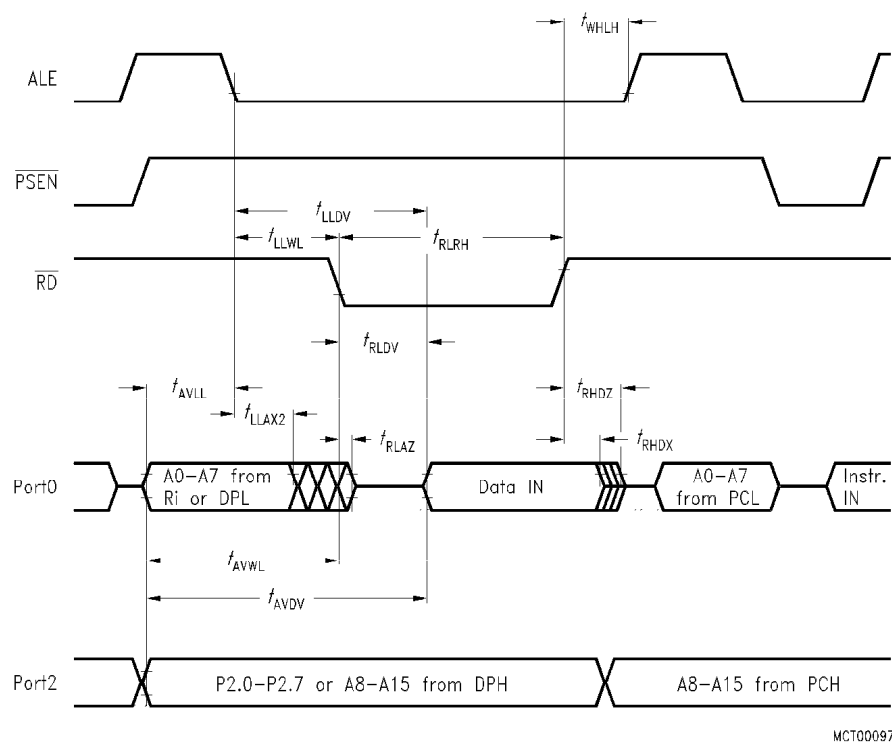 tWHLH
ALE
PSEN
tLLDV
tLLWL
tRLRH
RD
tRLDV
tAVLL
tRHDZ
tLLAX2
tRLAZ
tRHDX
Port0
A0-A7 from
Ri or DPL
Data IN
A0-A7
from PCL
Instr.
IN
tAVWL
tAVDV
Port2
P2.0-P2.7 or A8-A15 from DPH
A8-A15 from PCH
MCT00097